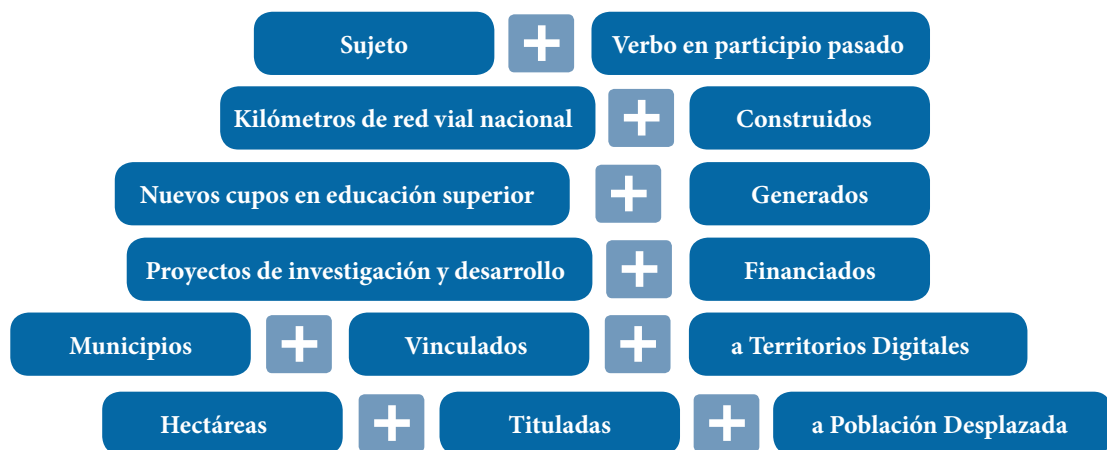 Sujeto + Verbo en participio pasado
Kilómetros de red vial nacional + Construidos
Nuevos cupos en educación superior + Generados
Proyectos de investigación y desarrollo + Financiados
Municipios + Vinculados + a Territorios Digitales
Hectáreas + Tituladas + a Población Desplazada